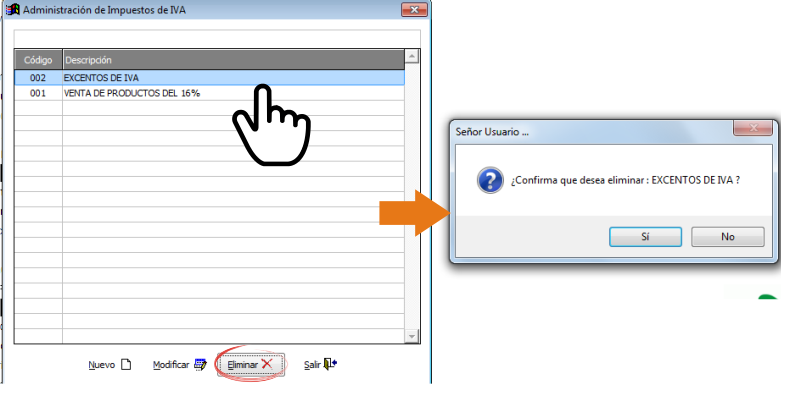 Administración de Impuestos de IVA
Código Descripción
002 EXCENTOS DE IVA
001 VENTA DE PRODUCTOS DEL 16%
Nuevo Modificar Eliminar Salir
Señor Usuario ...
¿Confirma que desea eliminar : EXCENTOS DE IVA ?
Sí No